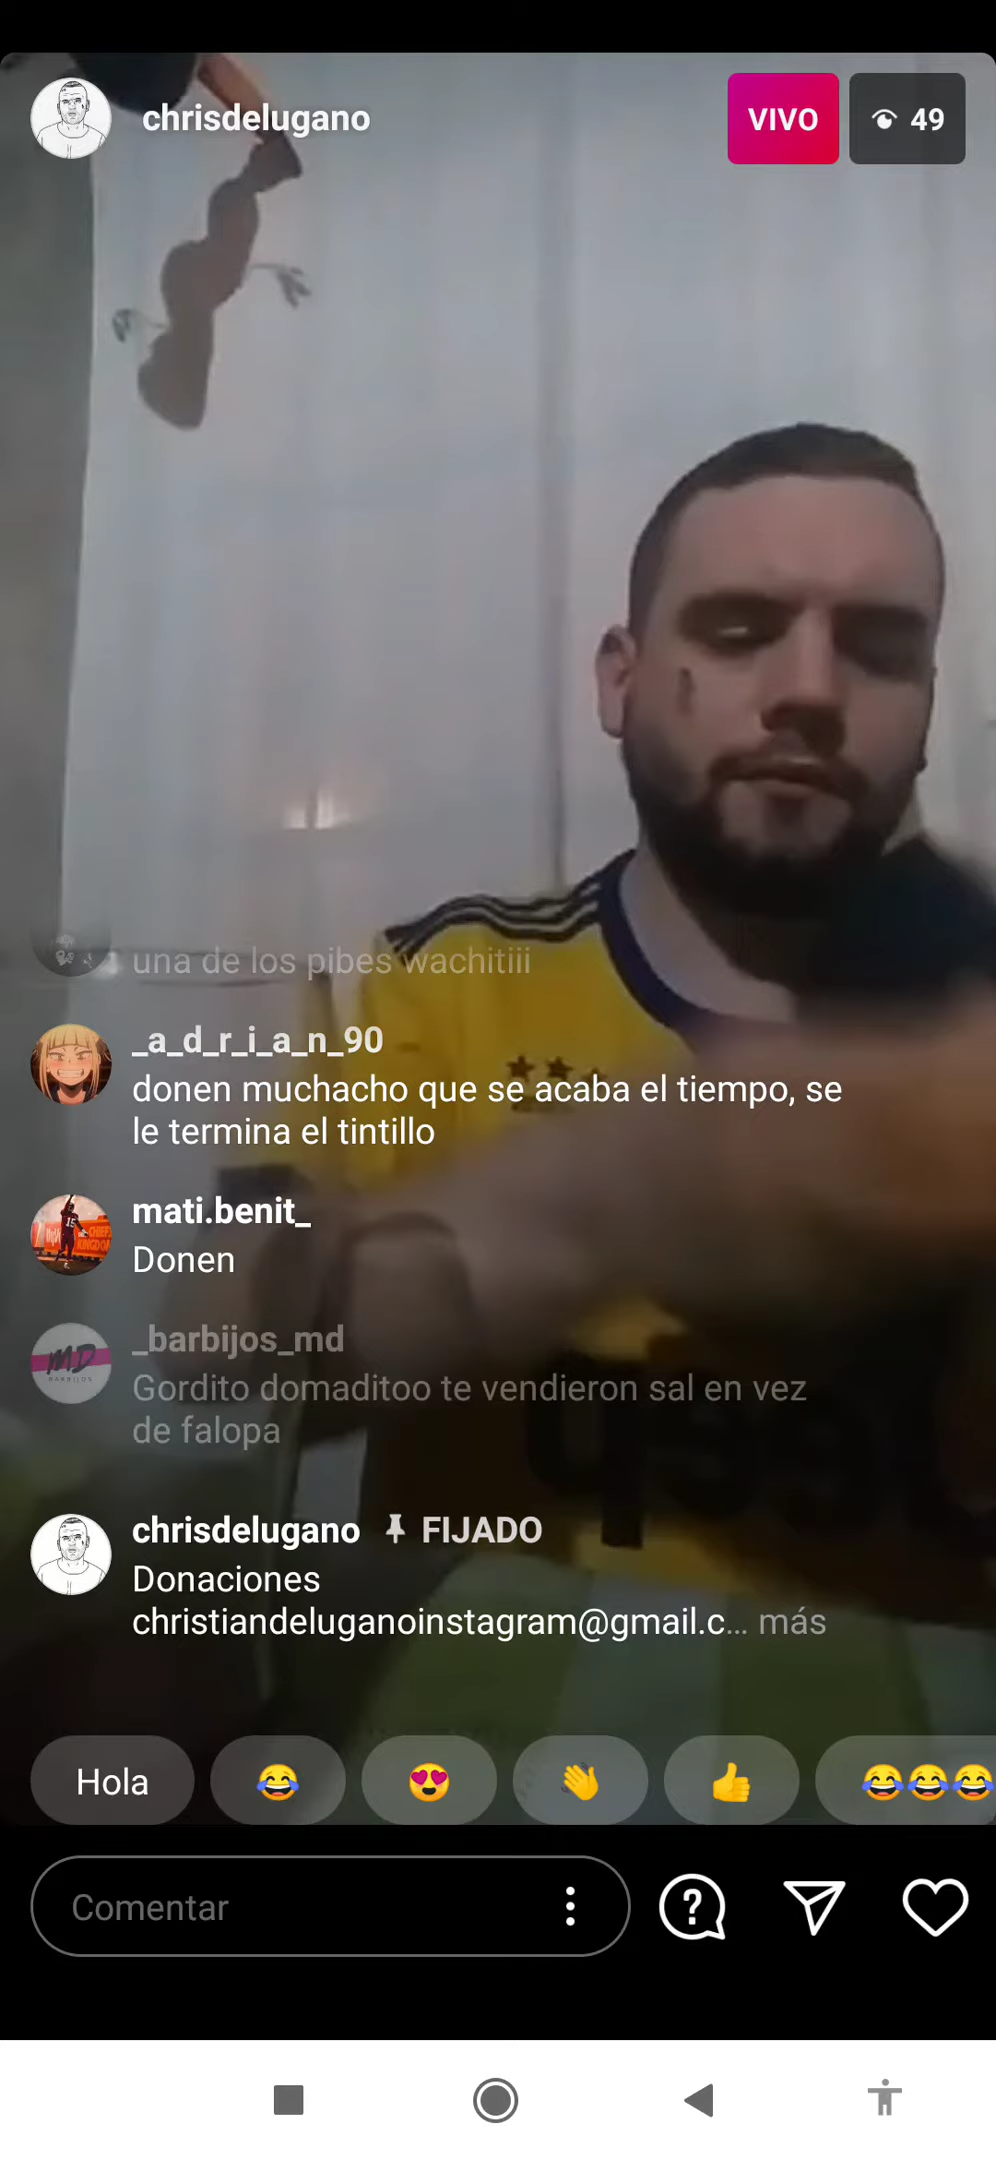 chrisdelugano
VIVO
49
una de los pibes wachitiii
_a_d_r_i_a_n_90
donen muchacho que se acaba el tiempo, se
le termina el tintillo
mati.benit_
Donen
_barbijos_md
Gordito domaditoo te vendieron sal en vez
de falopa
MD
BARBIJOS
chrisdelugano FIJADO
Donaciones
christiandeluganoinstagram@gmail.c... más
Hola
Comentar